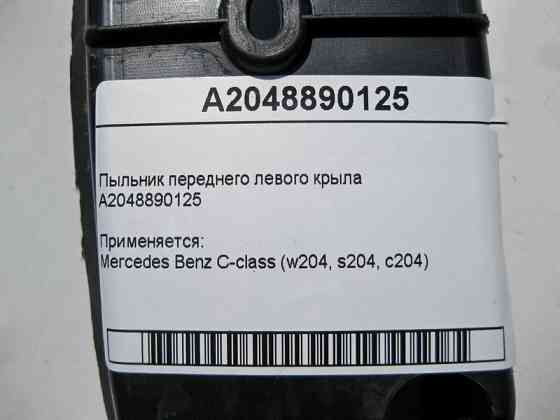 A2048890125
Пыльник переднего левого крыла
A2048890125
Применяется:
Mercedes Benz C-class (w204, s204, c204)